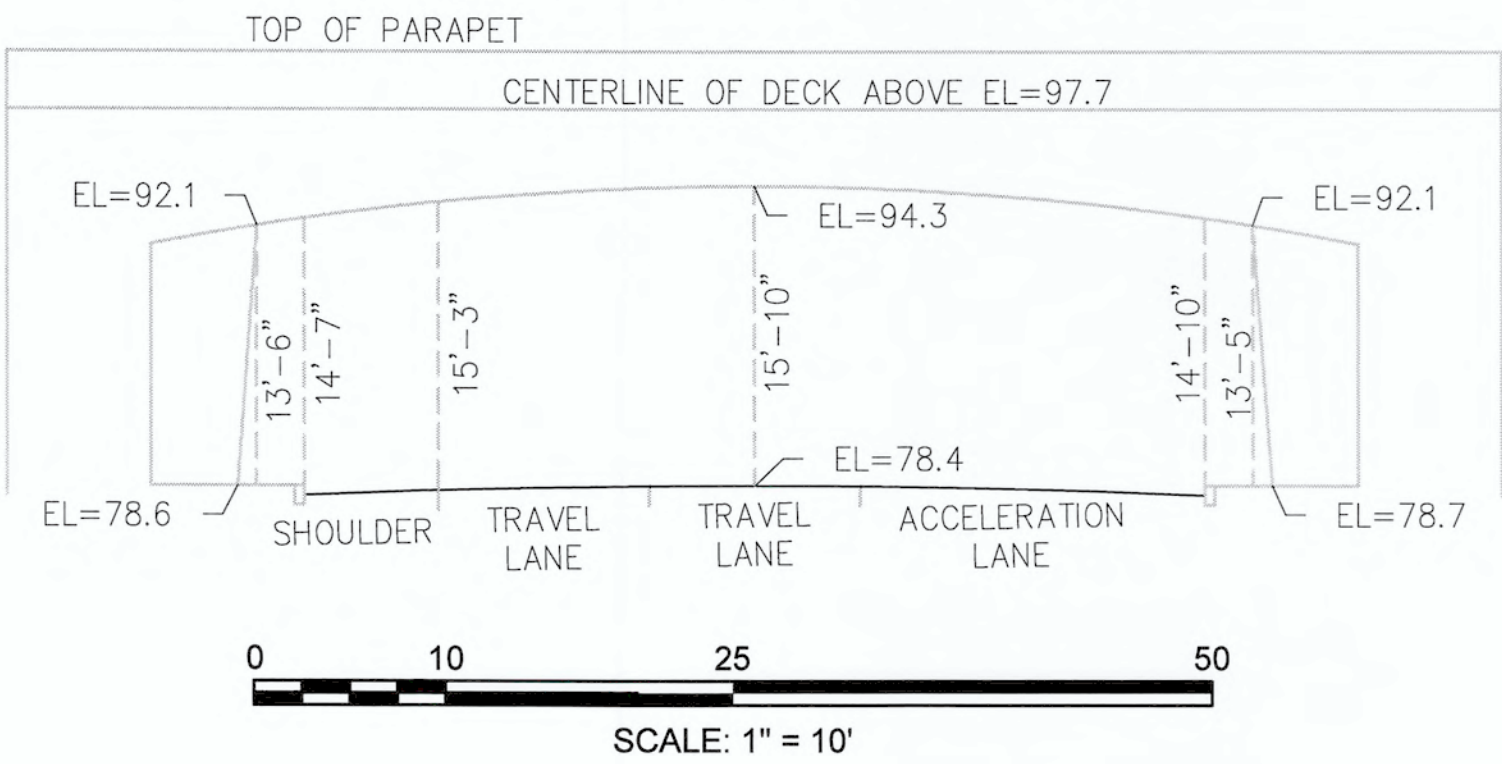 TOP OF PARAPET
CENTERLINE OF DECK ABOVE EL=97.7
EL=92.1
EL=94.3
EL=92.1
13'-6"
14'-7"
15'-3"
15'-10"
14'-10"
13'-5"
EL=78.4
EL=78.6
EL=78.7
SHOULDER
TRAVEL
LANE
TRAVEL
LANE
ACCELERATION
LANE
0 10 25 50
SCALE: 1" = 10'